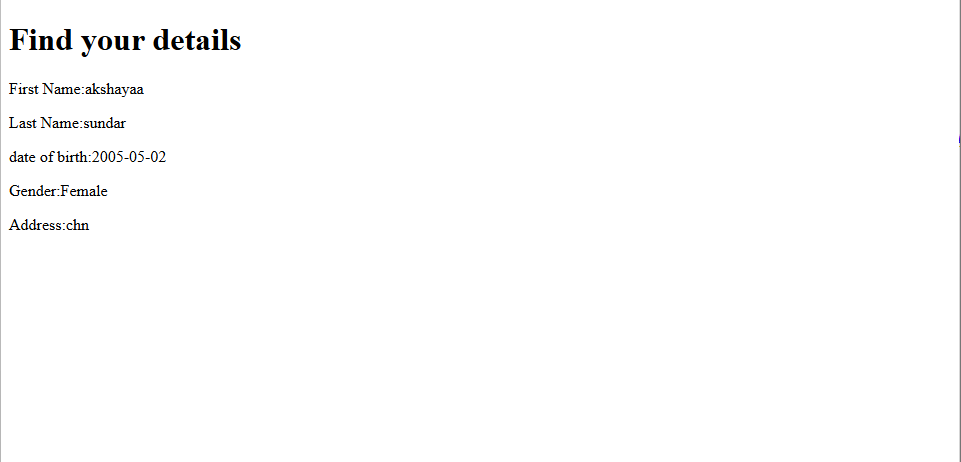 Find your details
First Name:akshayaa
Last Name:sundar
date of birth:2005-05-02
Gender:Female
Address:chn